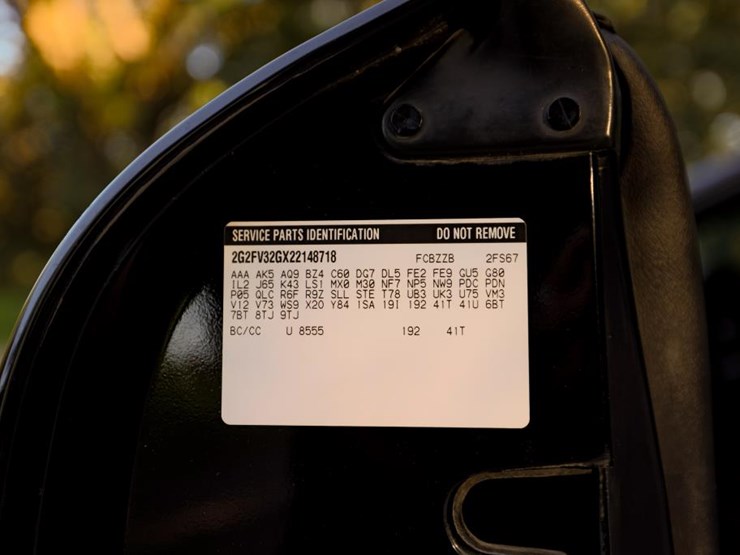 SERVICE PARTS IDENTIFICATION DO NOT REMOVE
2G2FV32GX22148718 FCBZZB 2FS67
AAA AK5 AQ9 BZ4 C60 DG7 DL5 FE2 FE9 GU5 G80
IL2 J65 K43 LS1 MX0 M30 NF7 NP5 NW9 PDC PDN
P05 QLC R6F R9Z SLL STE T78 UB3 UK3 U75 VM3
V12 V73 WS9 X20 Y84 1SA 19I 192 41T 41U 6BT
7BT 8TJ 9TJ
BC/CC U 8555 192 41T